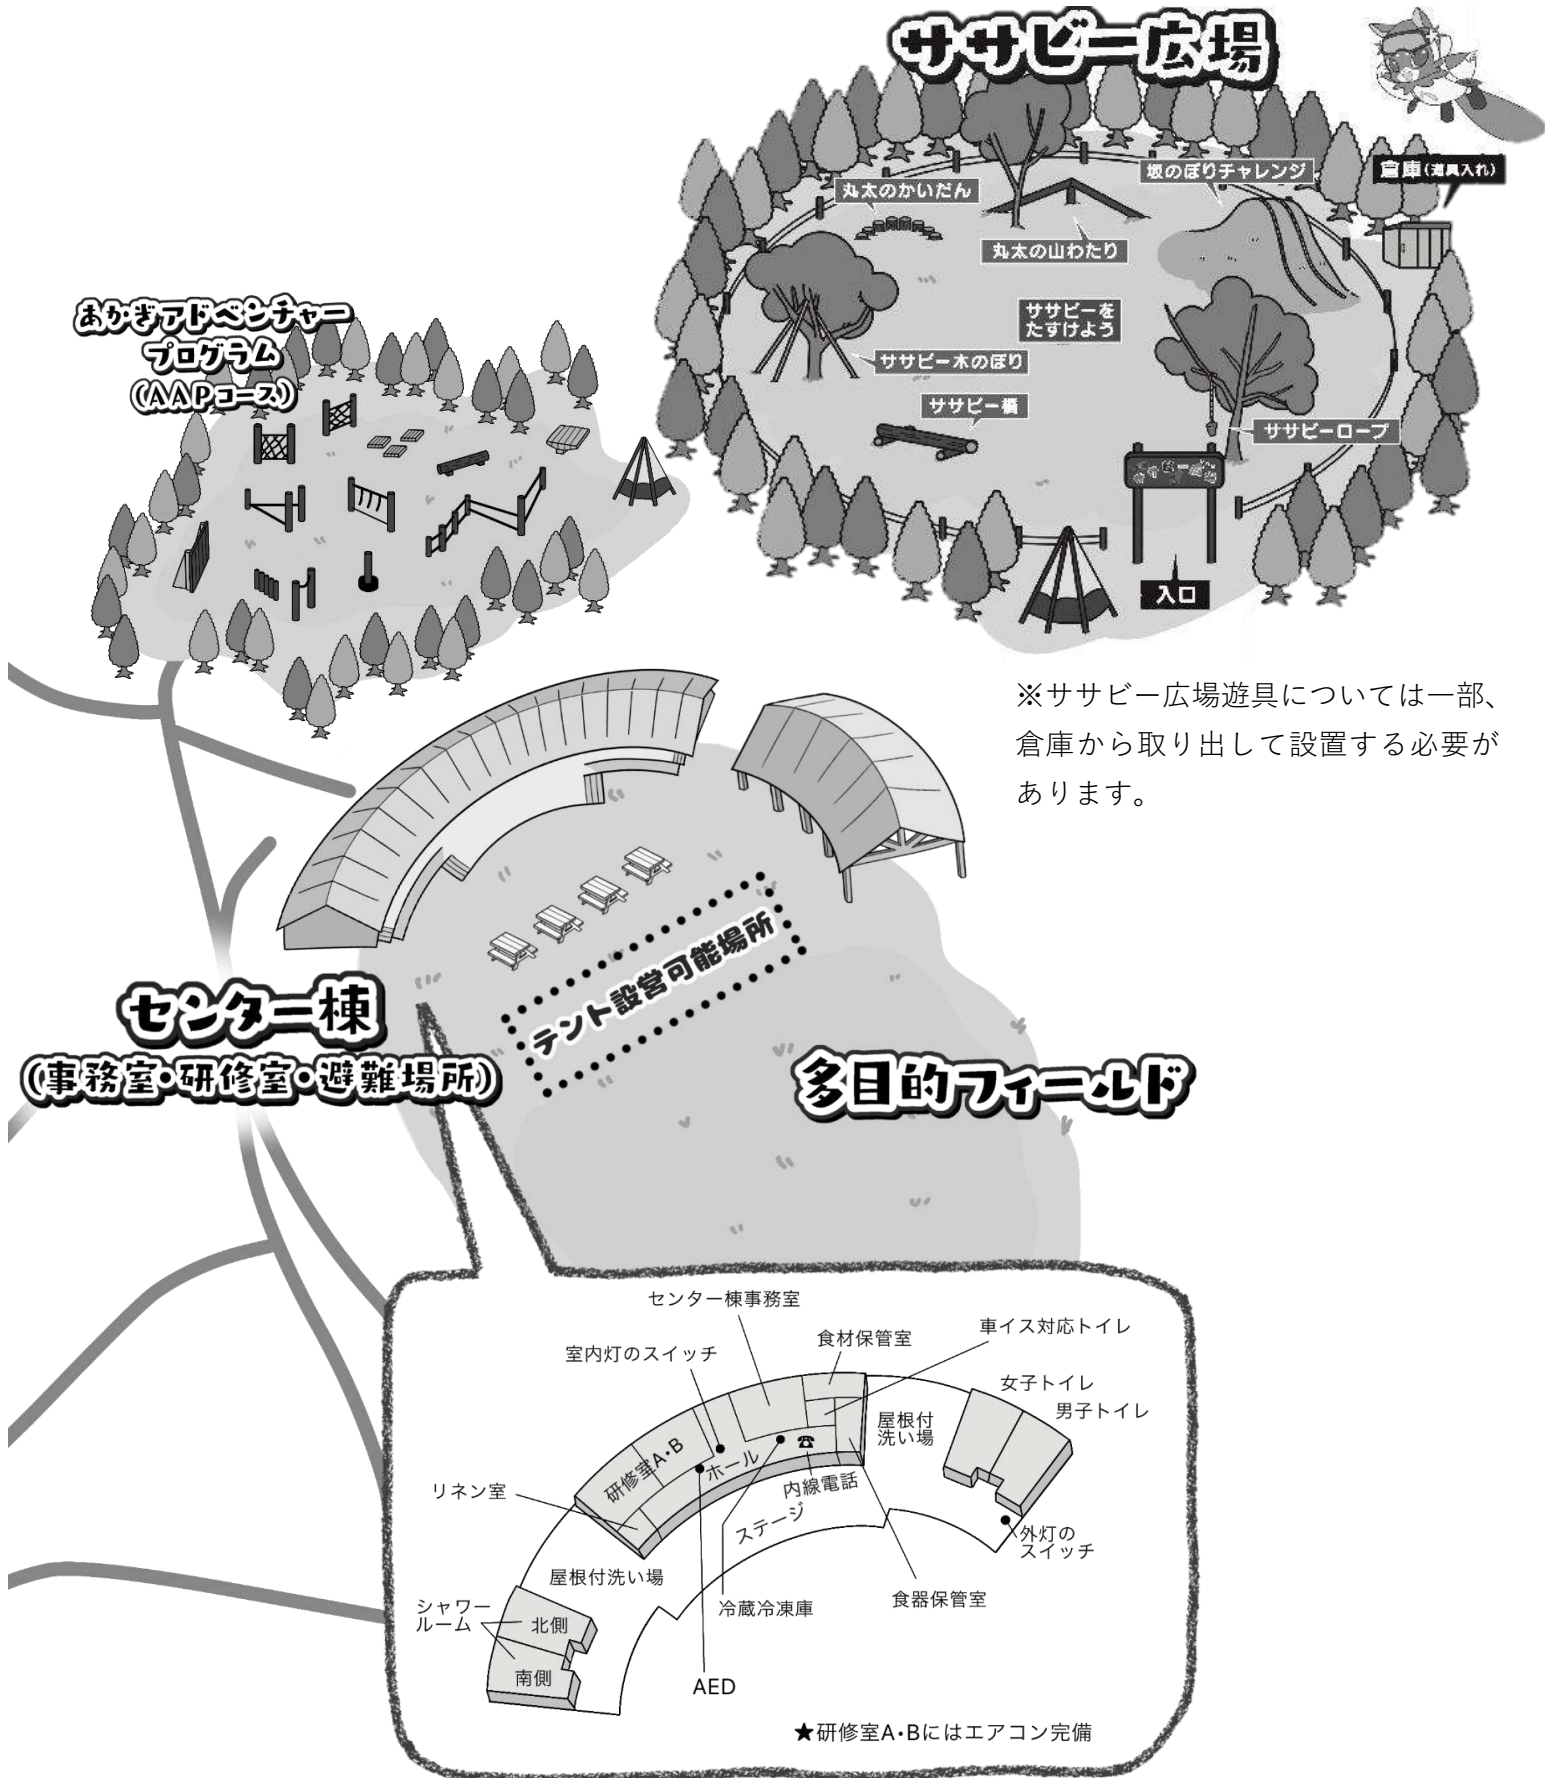 ササビー広場
丸太のかいだん
坂のぼりチャレンジ
倉庫(道具入れ)
丸太の山わたり
ササビーを
たすけよう
ササビー木のぼり
ササビー橋
ササビーロープ
入口
あかぎアドベンチャー
プログラム
(AAPコース)
※ササビー広場遊具については一部、
倉庫から取り出して設置する必要が
あります。
テント設営可能場所
センター棟
(事務室・研修室・避難場所)
多目的フィールド
センター棟事務室
室内灯のスイッチ
食材保管室
車イス対応トイレ
女子トイレ
男子トイレ
屋根付
洗い場
研修室A・B
ホール
内線電話
リネン室
ステージ
外灯の
スイッチ
屋根付洗い場
シャワー
ルーム
北側
南側
冷蔵冷凍庫
食器保管室
AED
★研修室A・Bにはエアコン完備